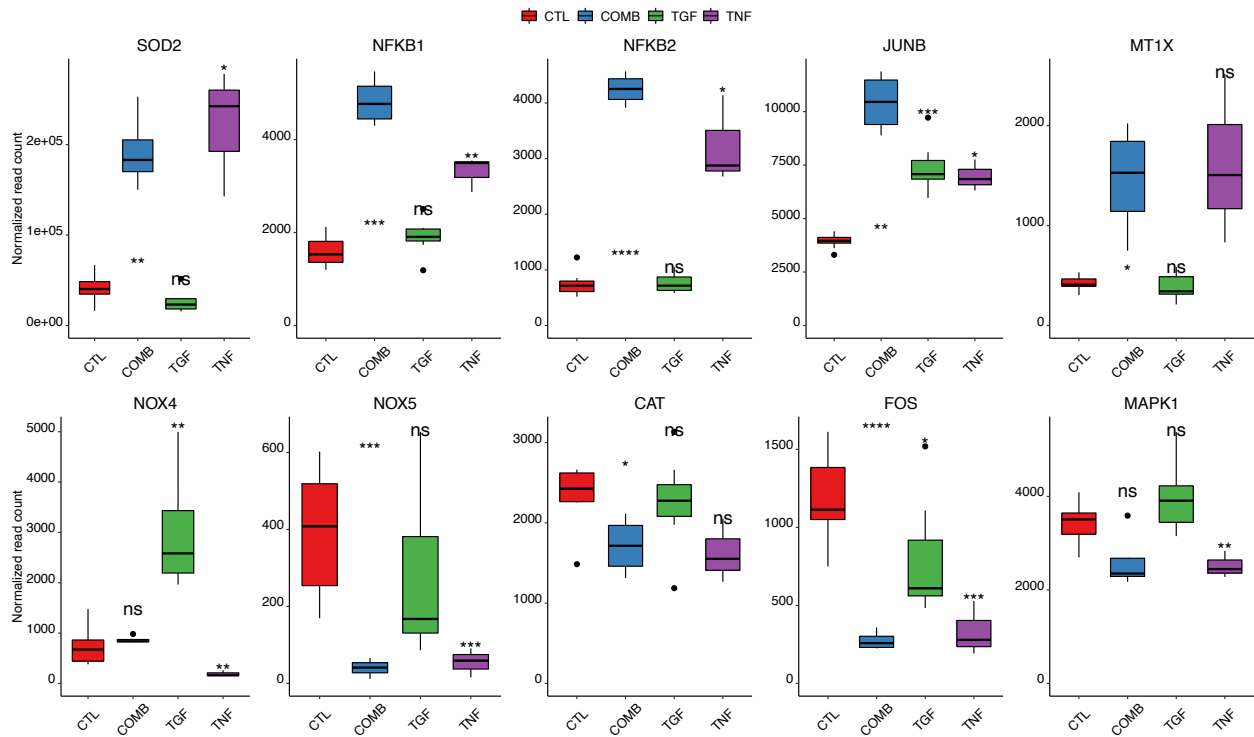 CTL COMB TGF TNF
SOD2 NFKB1 NFKB2 JUNB MT1X
Normalized read count
2e+05
1e+05
0e+00
**
ns
*
CTL COMB TGF TNF
4000
2000
0
***
ns
**
CTL COMB TGF TNF
4000
3000
2000
1000
0
****
ns
*
CTL COMB TGF TNF
10000
7500
5000
2500
0
**
***
*
CTL COMB TGF TNF
2000
1000
0
*
ns
ns
CTL COMB TGF TNF
NOX4 NOX5 CAT FOS MAPK1
Normalized read count
5000
4000
3000
2000
1000
0
ns
**
**
CTL COMB TGF TNF
600
400
200
0
***
ns
***
CTL COMB TGF TNF
3000
2000
1000
0
*
ns
ns
CTL COMB TGF TNF
1500
1000
500
0
****
*
***
CTL COMB TGF TNF
4000
2000
0
ns
ns
**
CTL COMB TGF TNF